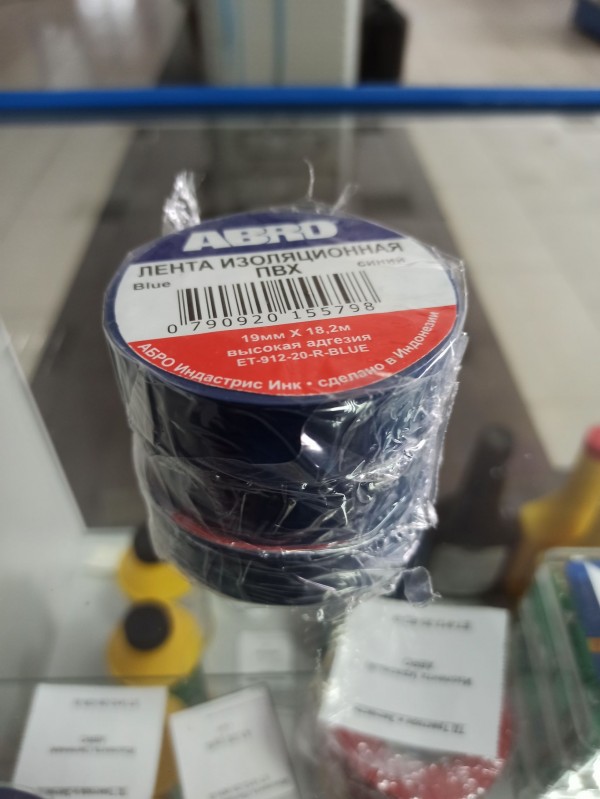 ABRO
ЛЕНТА ИЗОЛЯЦИОННАЯ
ПВХ
Blue синий
0 790920 155798
19мм X 18,2м
высокая адгезия
ET-912-20-R-BLUE
АБРО Индастрис Инк • сделано в Индонезии